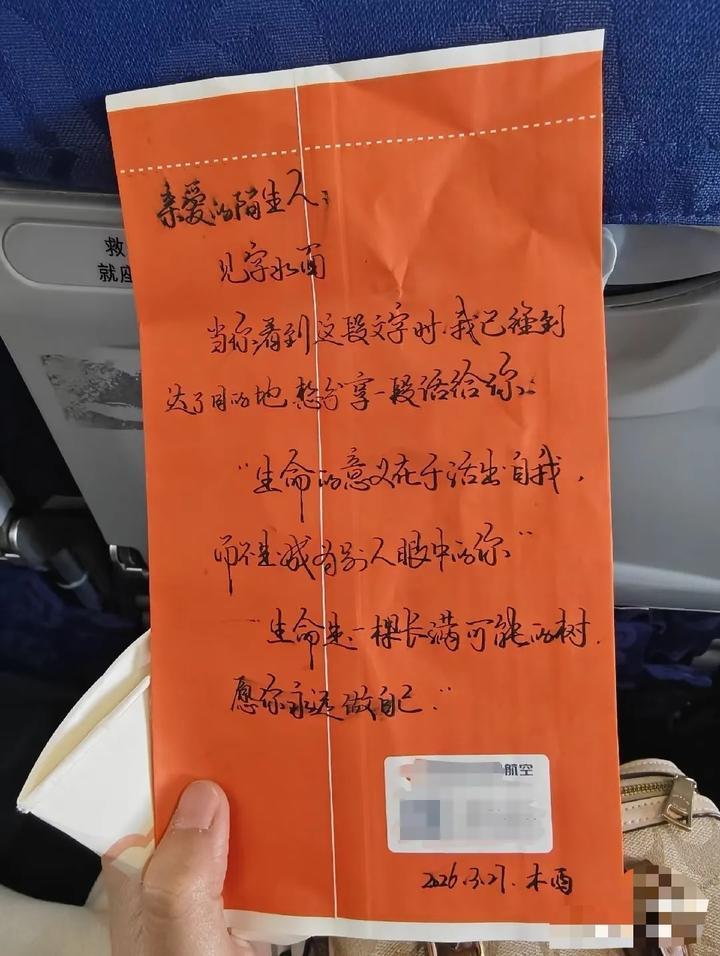 救
就座
亲爱的陌生人:
见字如面
当你看到这段文字时,我已经到
达了目的地,想分享一段话给你:
"生命的意义在于活出自我,
而不是成为别人眼中的你"
生命是一棵长满可能的树,
愿你永远做自己."
航空
2026.3.27. 木酉